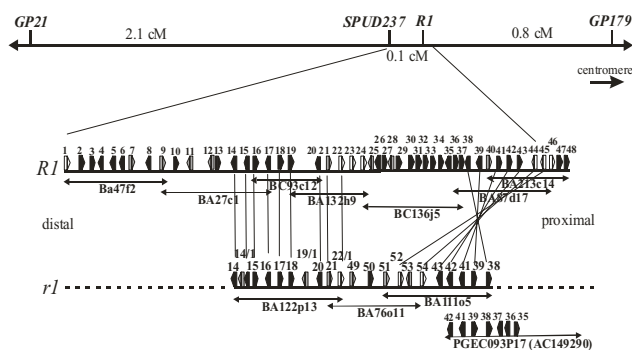 GP21 SPUD237 R1 GP179
2.1 cM 0.8 cM
0.1 cM
centromere
1 2 3 4 5 6 7 8 9 10 11 12 13 14 15 16 17 18 19 20 21 22 23 24 25 26 27 28 29 30 31 32 33 34 35 36 37 38 39 40 41 42 43 44 45 46 47 48
R1
Ba47f2 BA27c1 BC93c12 BA132h9 BC136j5 BA87d17 BA213c14
distal proximal
14/1 19/1 22/1 52
14 15 16 17 18 20 21 49 50 51 53 54 43 42 41 39 38
r1
BA122p13 BA76o11 BA111o5
42 41 39 38 37 36 35
PGEC093P17 (AC149290)